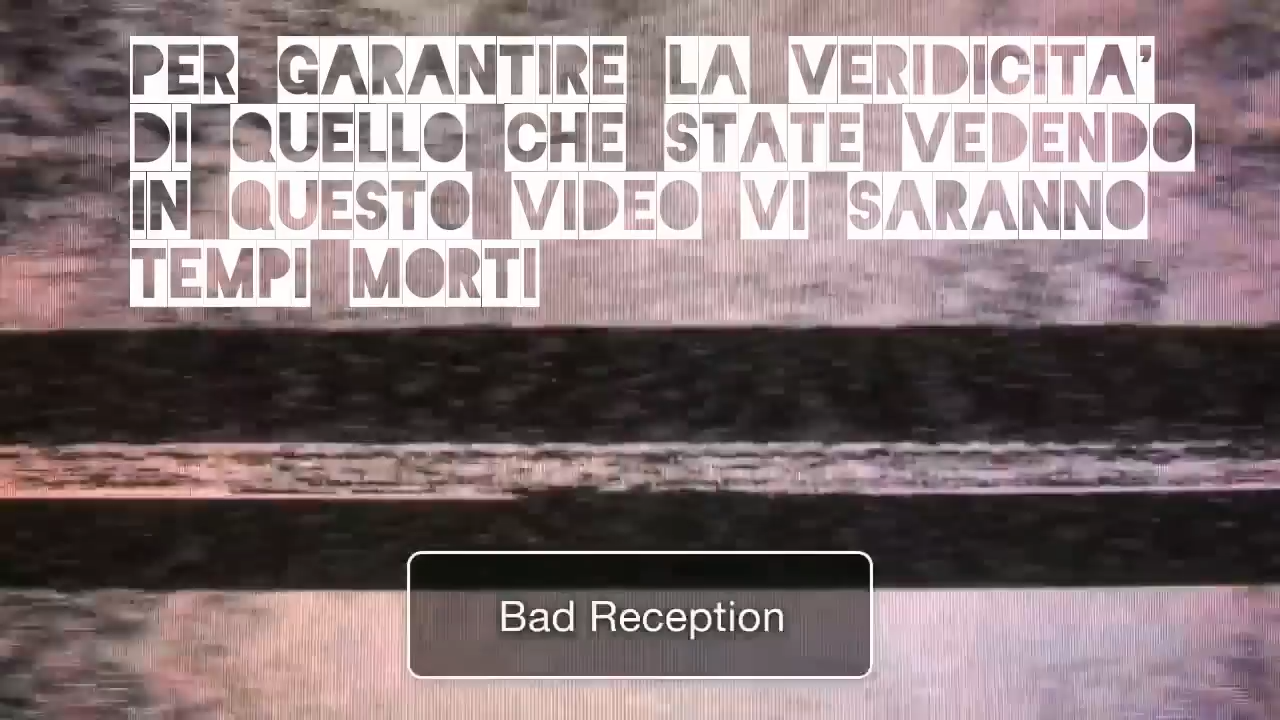 PER GARANTIRE LA VERIDICITA'
DI QUELLO CHE STATE VEDENDO
IN QUESTO VIDEO VI SARANNO
TEMPI MORTI
Bad Reception